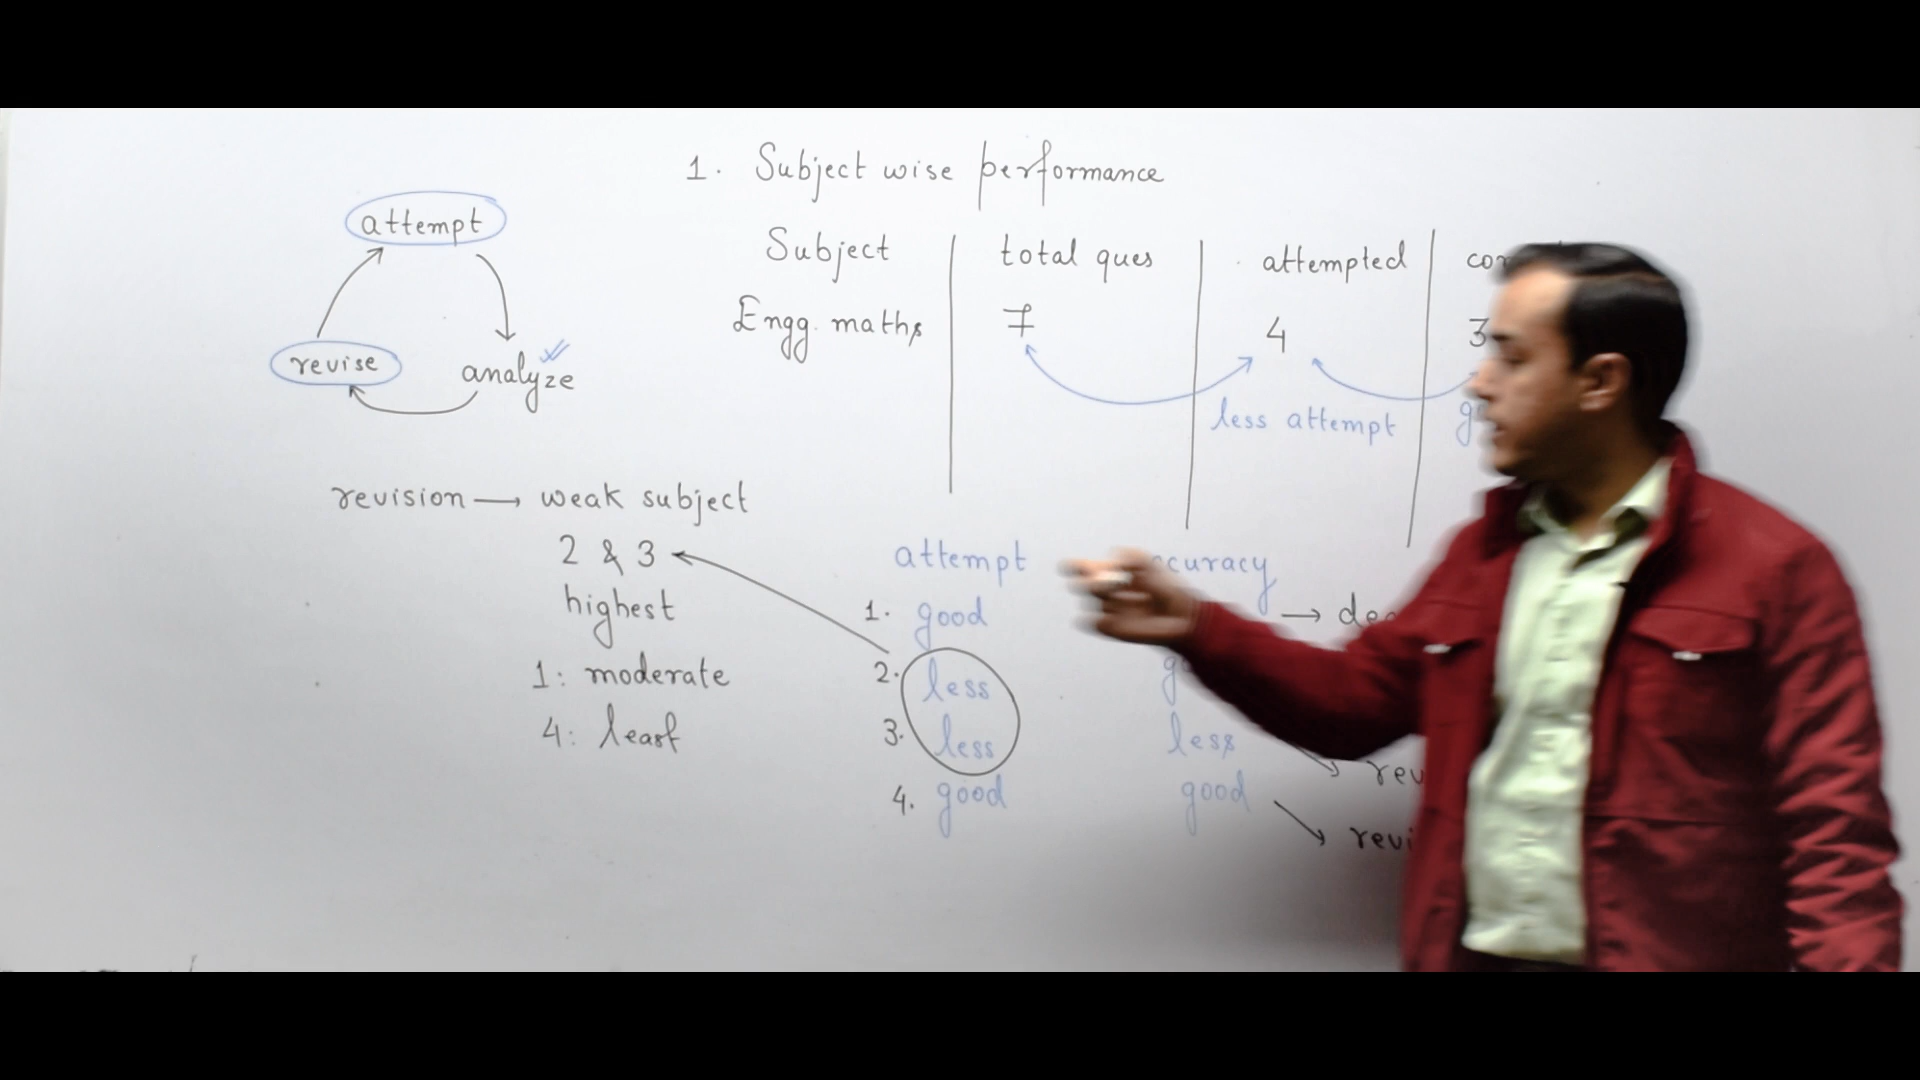 1. Subject wise performance
attempt
revise
analyze
Subject total ques attempted
Engg. maths 7 4 3
less attempt
revision → weak subject
2 & 3
highest
1: moderate
4: least
attempt
1. good →
2. less
3. less less
4. good good